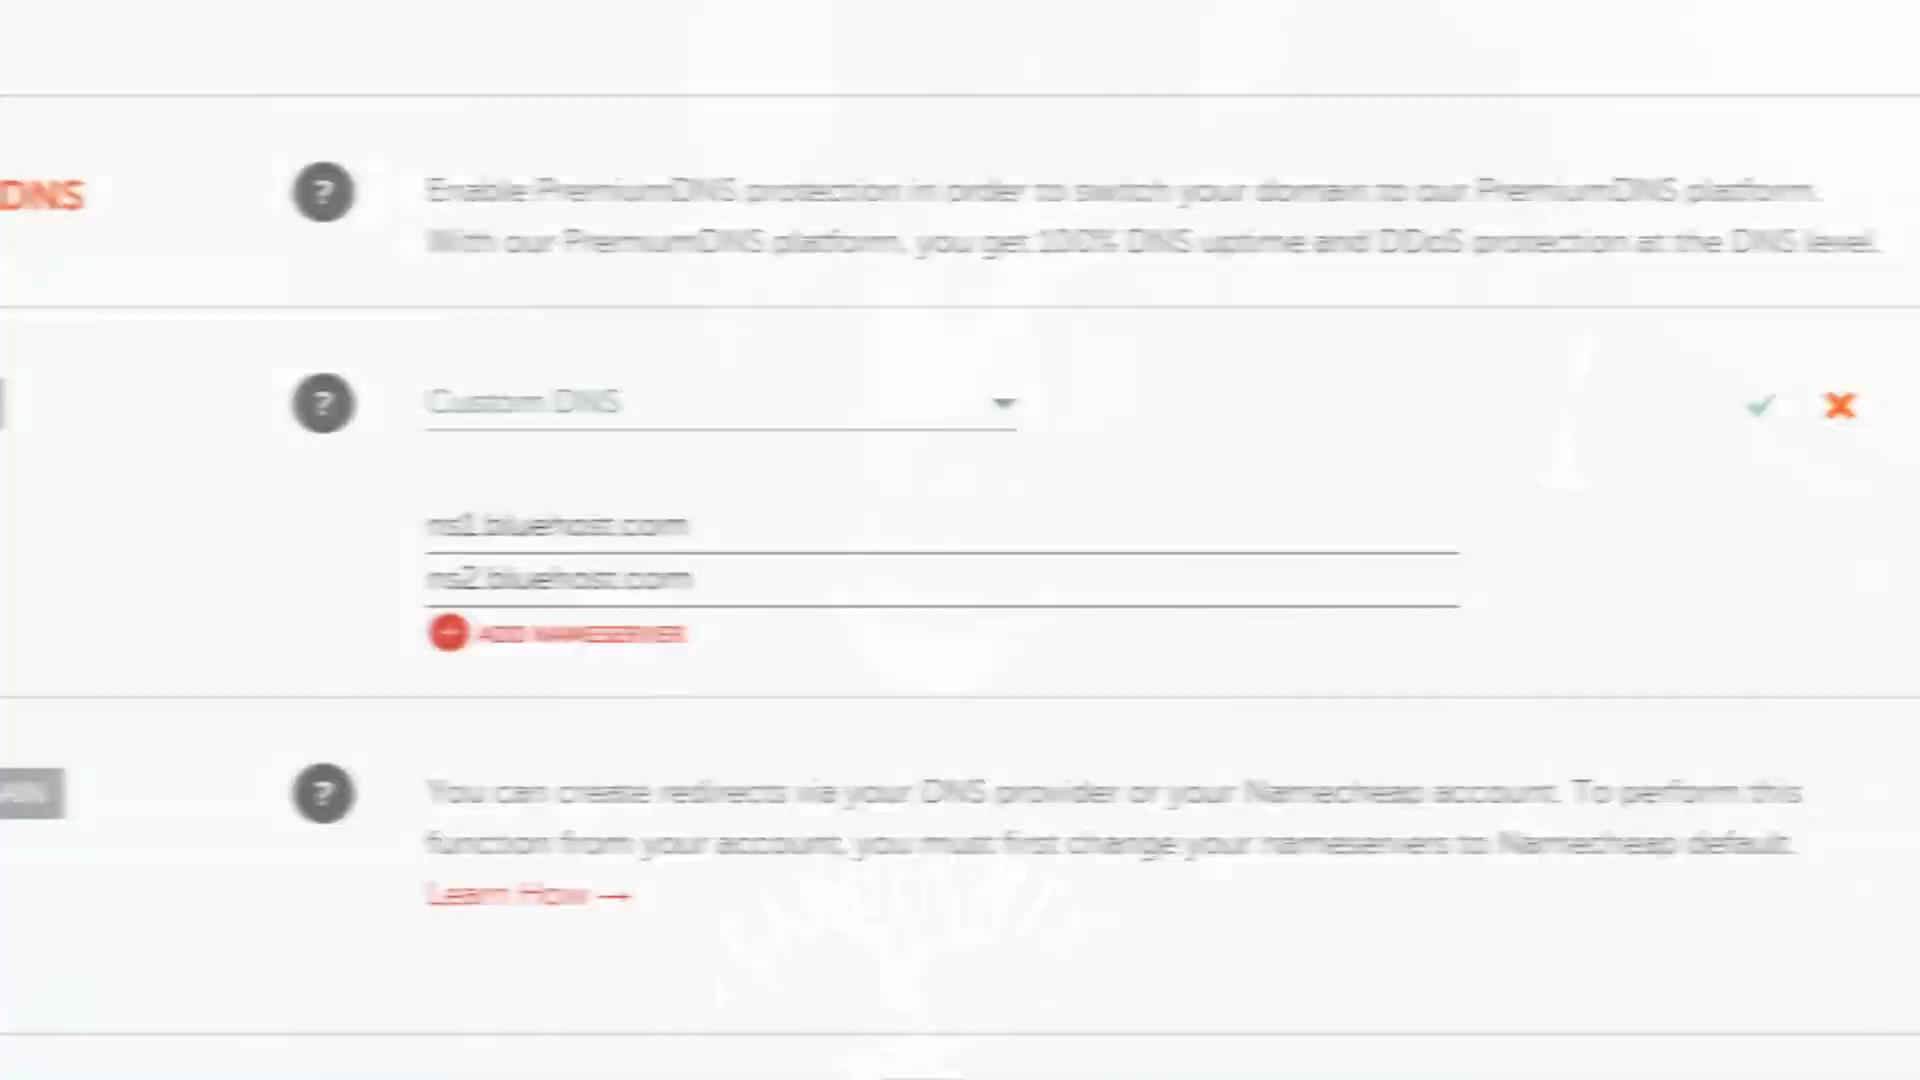 DNS
? Enable PremiumDNS protection in order to switch your domain to our PremiumDNS platform.
With our PremiumDNS platform, you get 100% DNS uptime and DDoS protection at the DNS level.
? Custom DNS
ns1.bluehost.com
ns2.bluehost.com
ADD NAMESERVER
? You can create redirects via your DNS provider or your Namecheap account. To perform this
function from your account, you must first change your nameservers to Namecheap default.
Learn How →